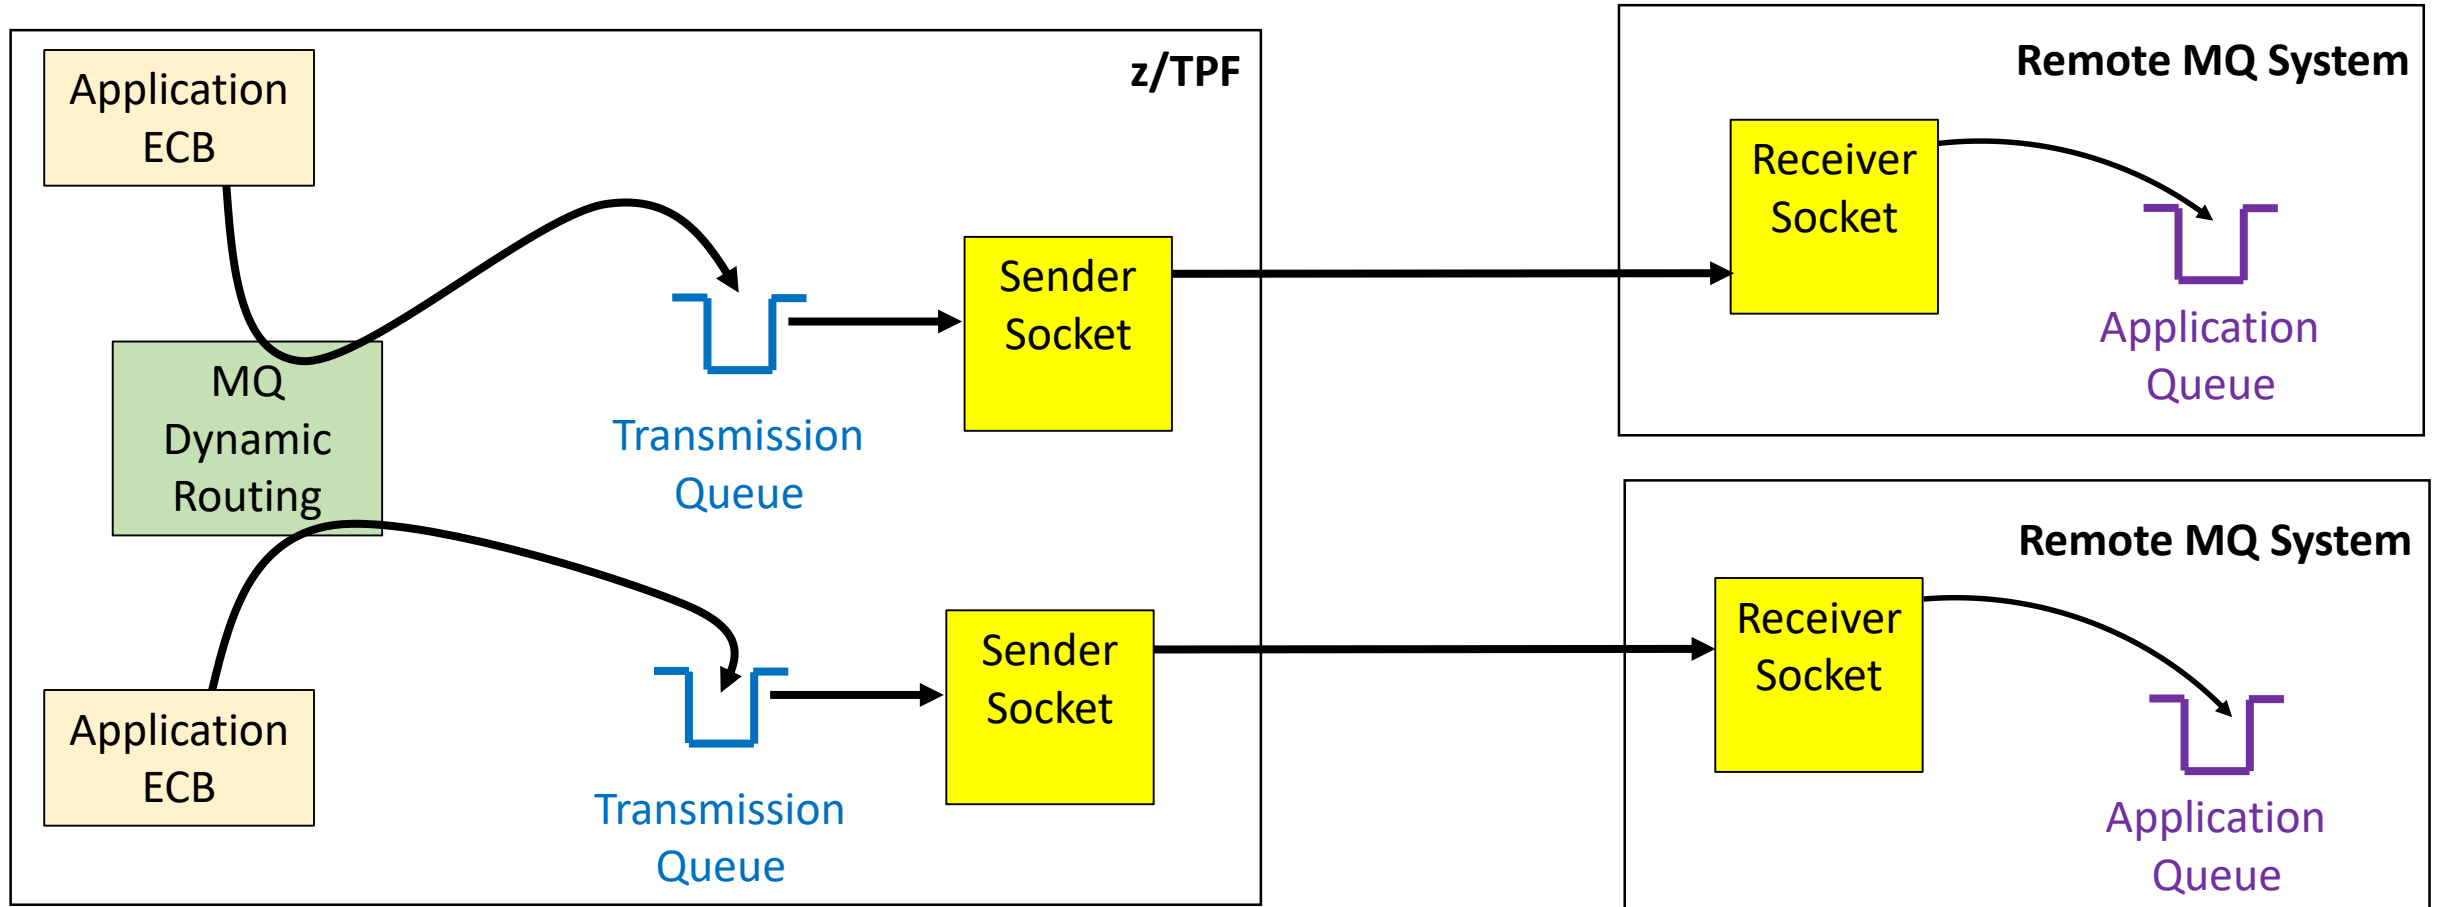 z/TPF
Application
ECB
MQ
Dynamic
Routing
Transmission
Queue
Sender
Socket
Application
ECB
Transmission
Queue
Sender
Socket
Remote MQ System
Receiver
Socket
Application
Queue
Remote MQ System
Receiver
Socket
Application
Queue